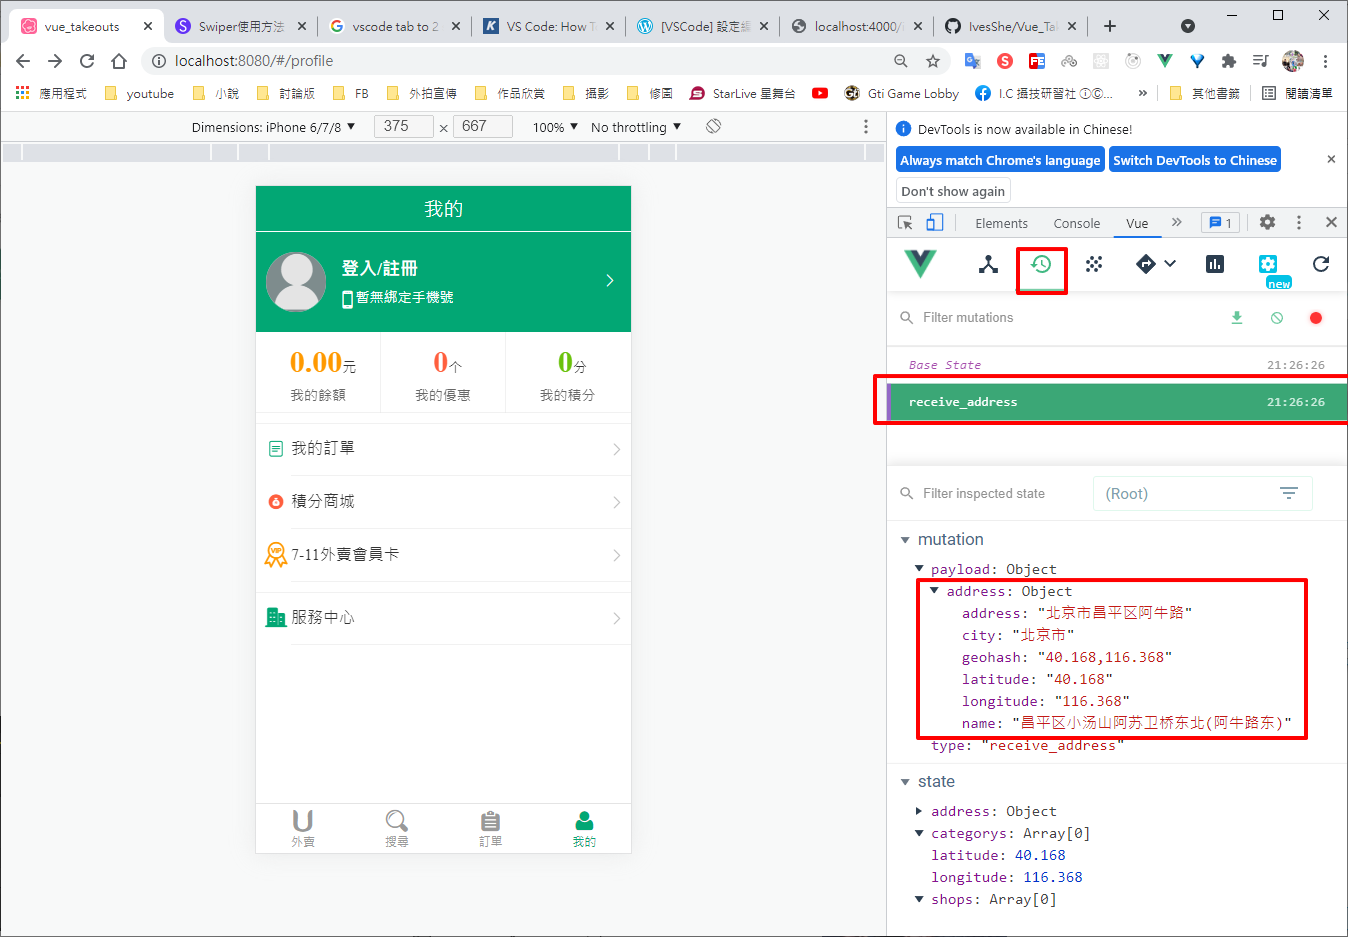 vue_takeouts
Swiper使用方法
vscode tab to 2
VS Code: How T
[VSCode] 設定縮
localhost:4000/
IvesShe/Vue_Ta
localhost:8080/#/profile
應用程式
youtube
小說
討論版
FB
外拍宣傳
作品欣賞
攝影
修圖
StarLive 星舞台
Gti Game Lobby
I.C 攝技研習社 ①©...
»
其他書籤
閱讀清單
Dimensions: iPhone 6/7/8 ▼
375
×
667
100% ▼
No throttling ▼
DevTools is now available in Chinese!
Always match Chrome's language
Switch DevTools to Chinese
Don't show again
Elements
Console
Vue
»
1
new
Filter mutations
Base State
21:26:26
receive_address
21:26:26
Filter inspected state
(Root)
mutation
payload: Object
address: Object
address: "北京市昌平区阿牛路"
city: "北京市"
geohash: "40.168,116.368"
latitude: "40.168"
longitude: "116.368"
name: "昌平区小汤山阿苏卫桥东北(阿牛路东)"
type: "receive_address"
state
address: Object
categorys: Array[0]
latitude: 40.168
longitude: 116.368
shops: Array[0]
我的
登入/註冊
暫無綁定手機號
0.00元
我的餘額
0个
我的優惠
0分
我的積分
我的訂單
積分商城
VIP
7-11外賣會員卡
服務中心
外賣
搜尋
訂單
我的